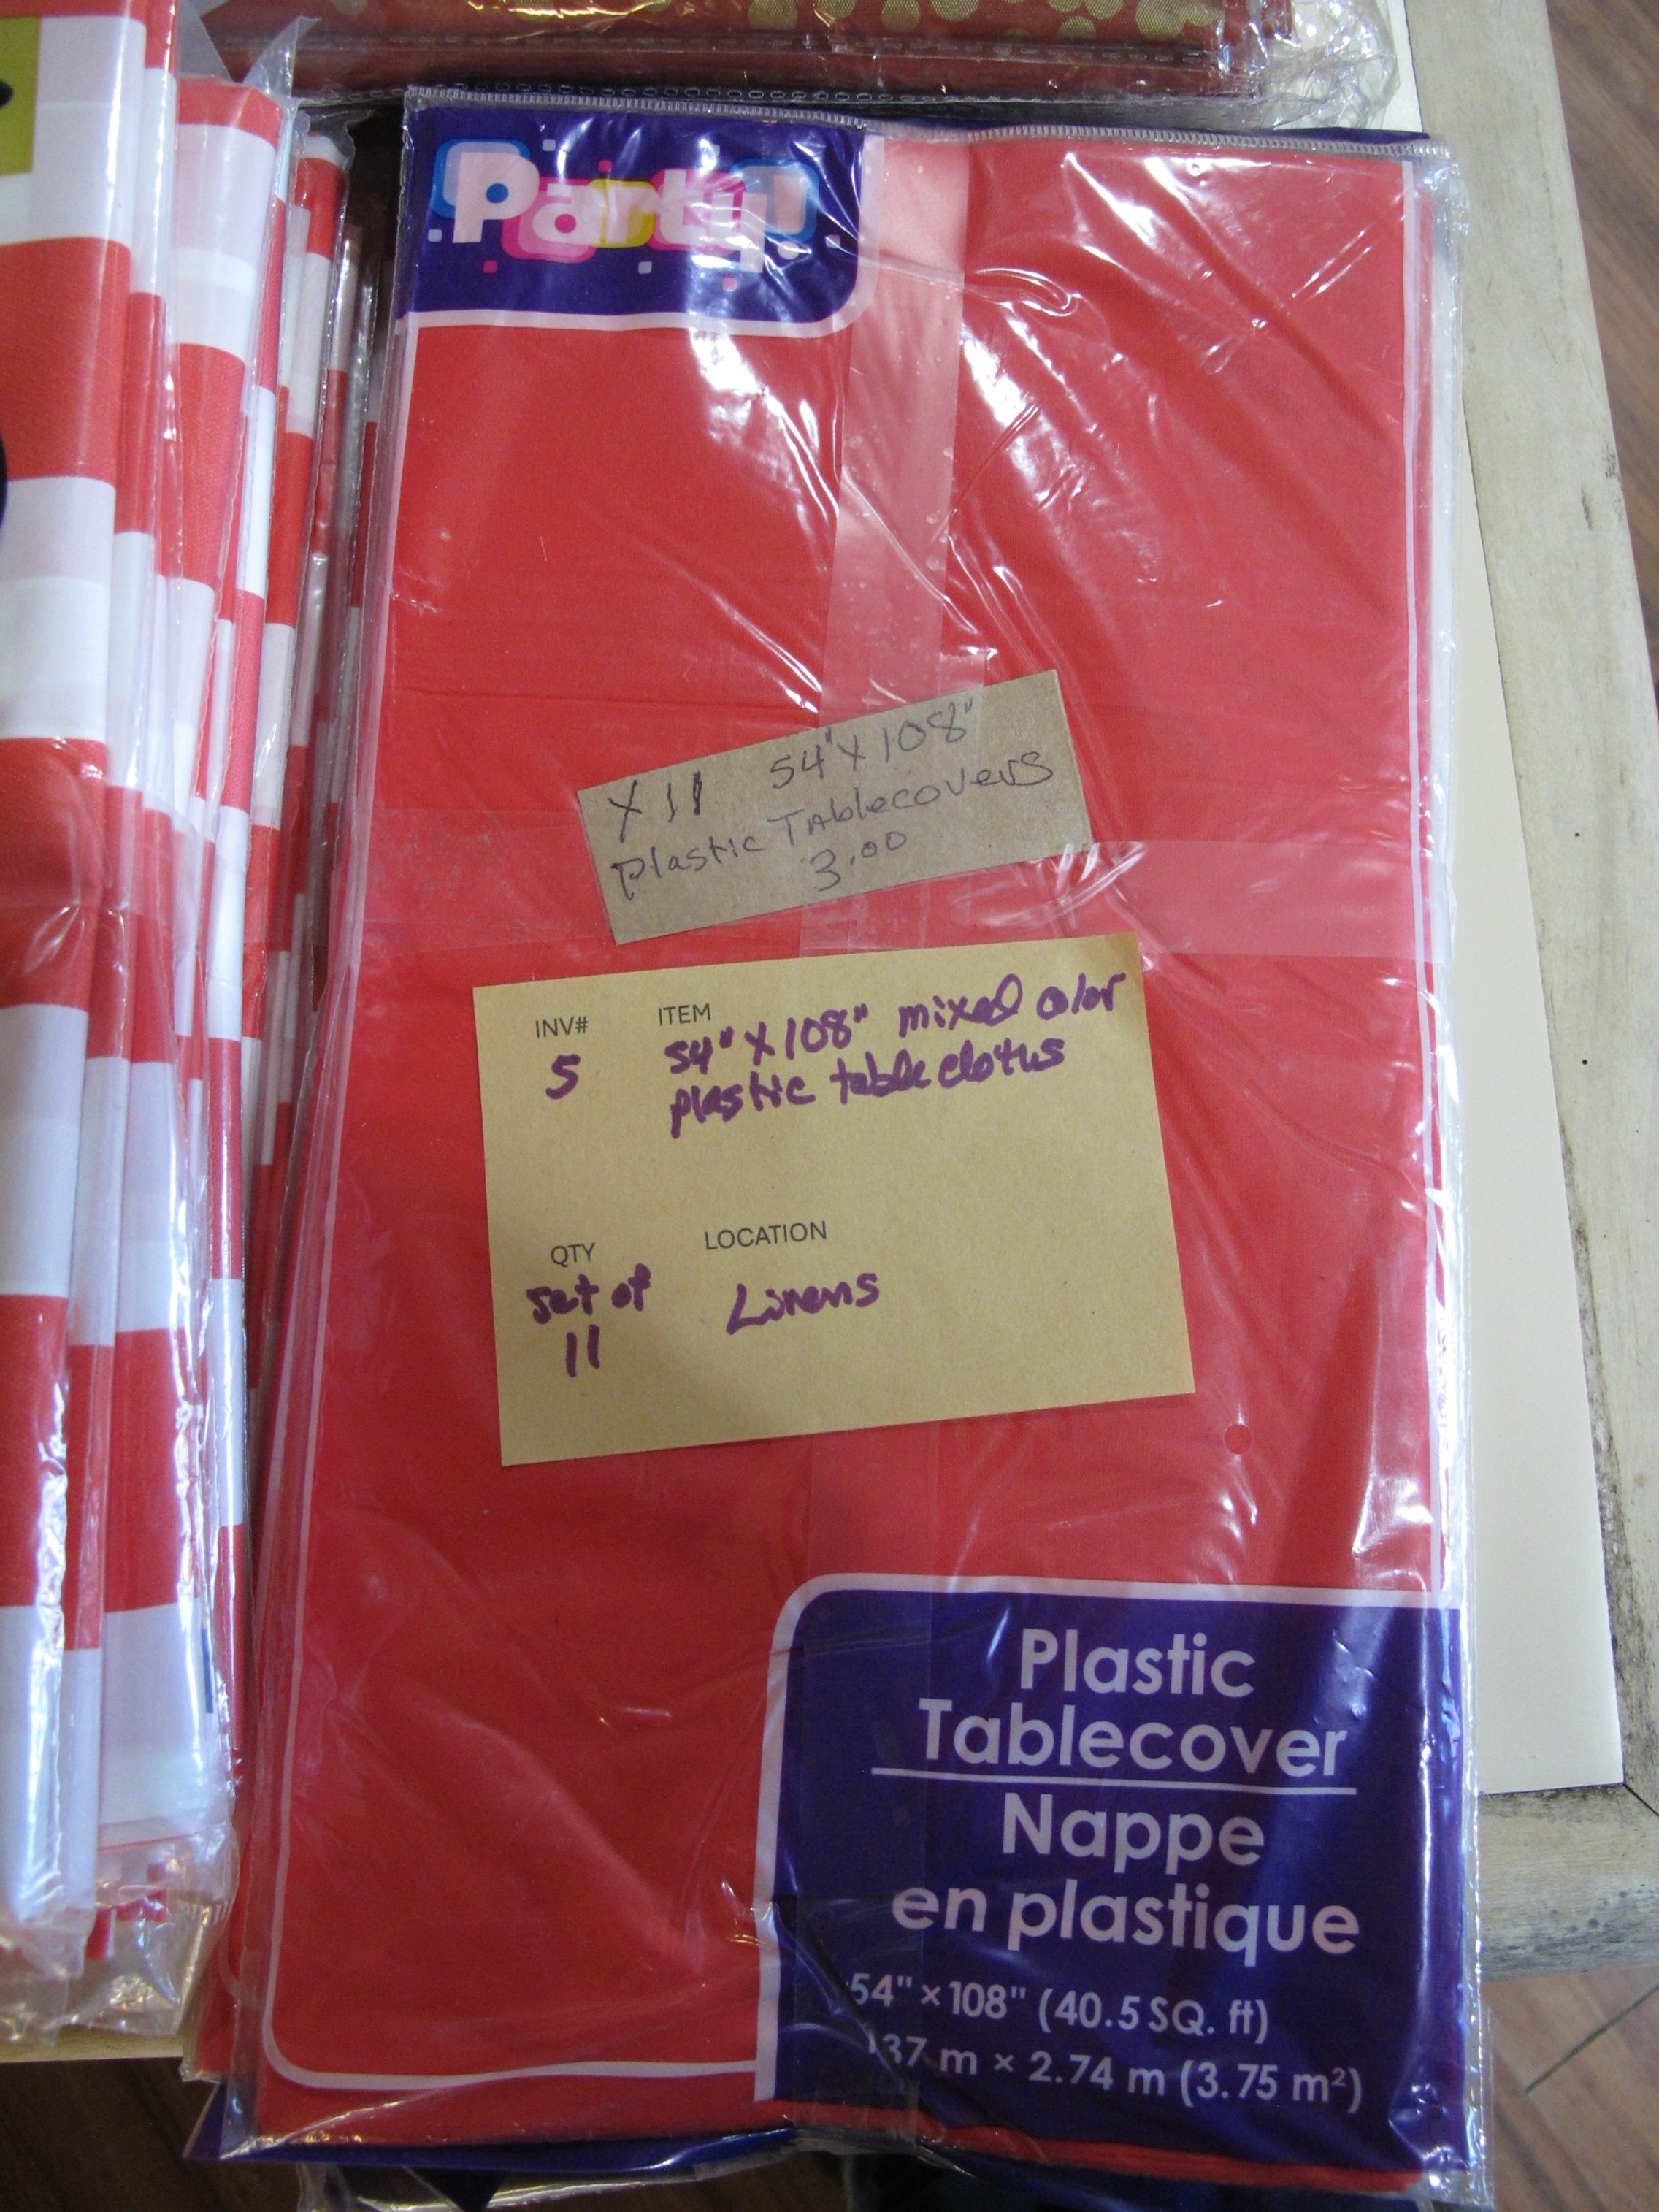 Party!
X 11 54"X 108"
plastic Tablecovers
3.00
INV# ITEM
5 54" X 108" mixed color
plastic table cloths
QTY LOCATION
set of Linens
11
Plastic
Tablecover
Nappe
en plastique
54" × 108" (40.5 SQ. ft)
37 m × 2.74 m (3.75 m²)